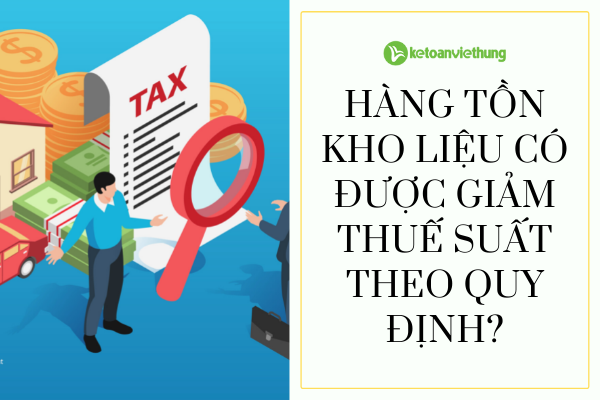 TAX
ketoanviethung
HÀNG TỒN
KHO LIỆU CÓ
ĐƯỢC GIẢM
THUẾ SUẤT
THEO QUY
ĐỊNH?